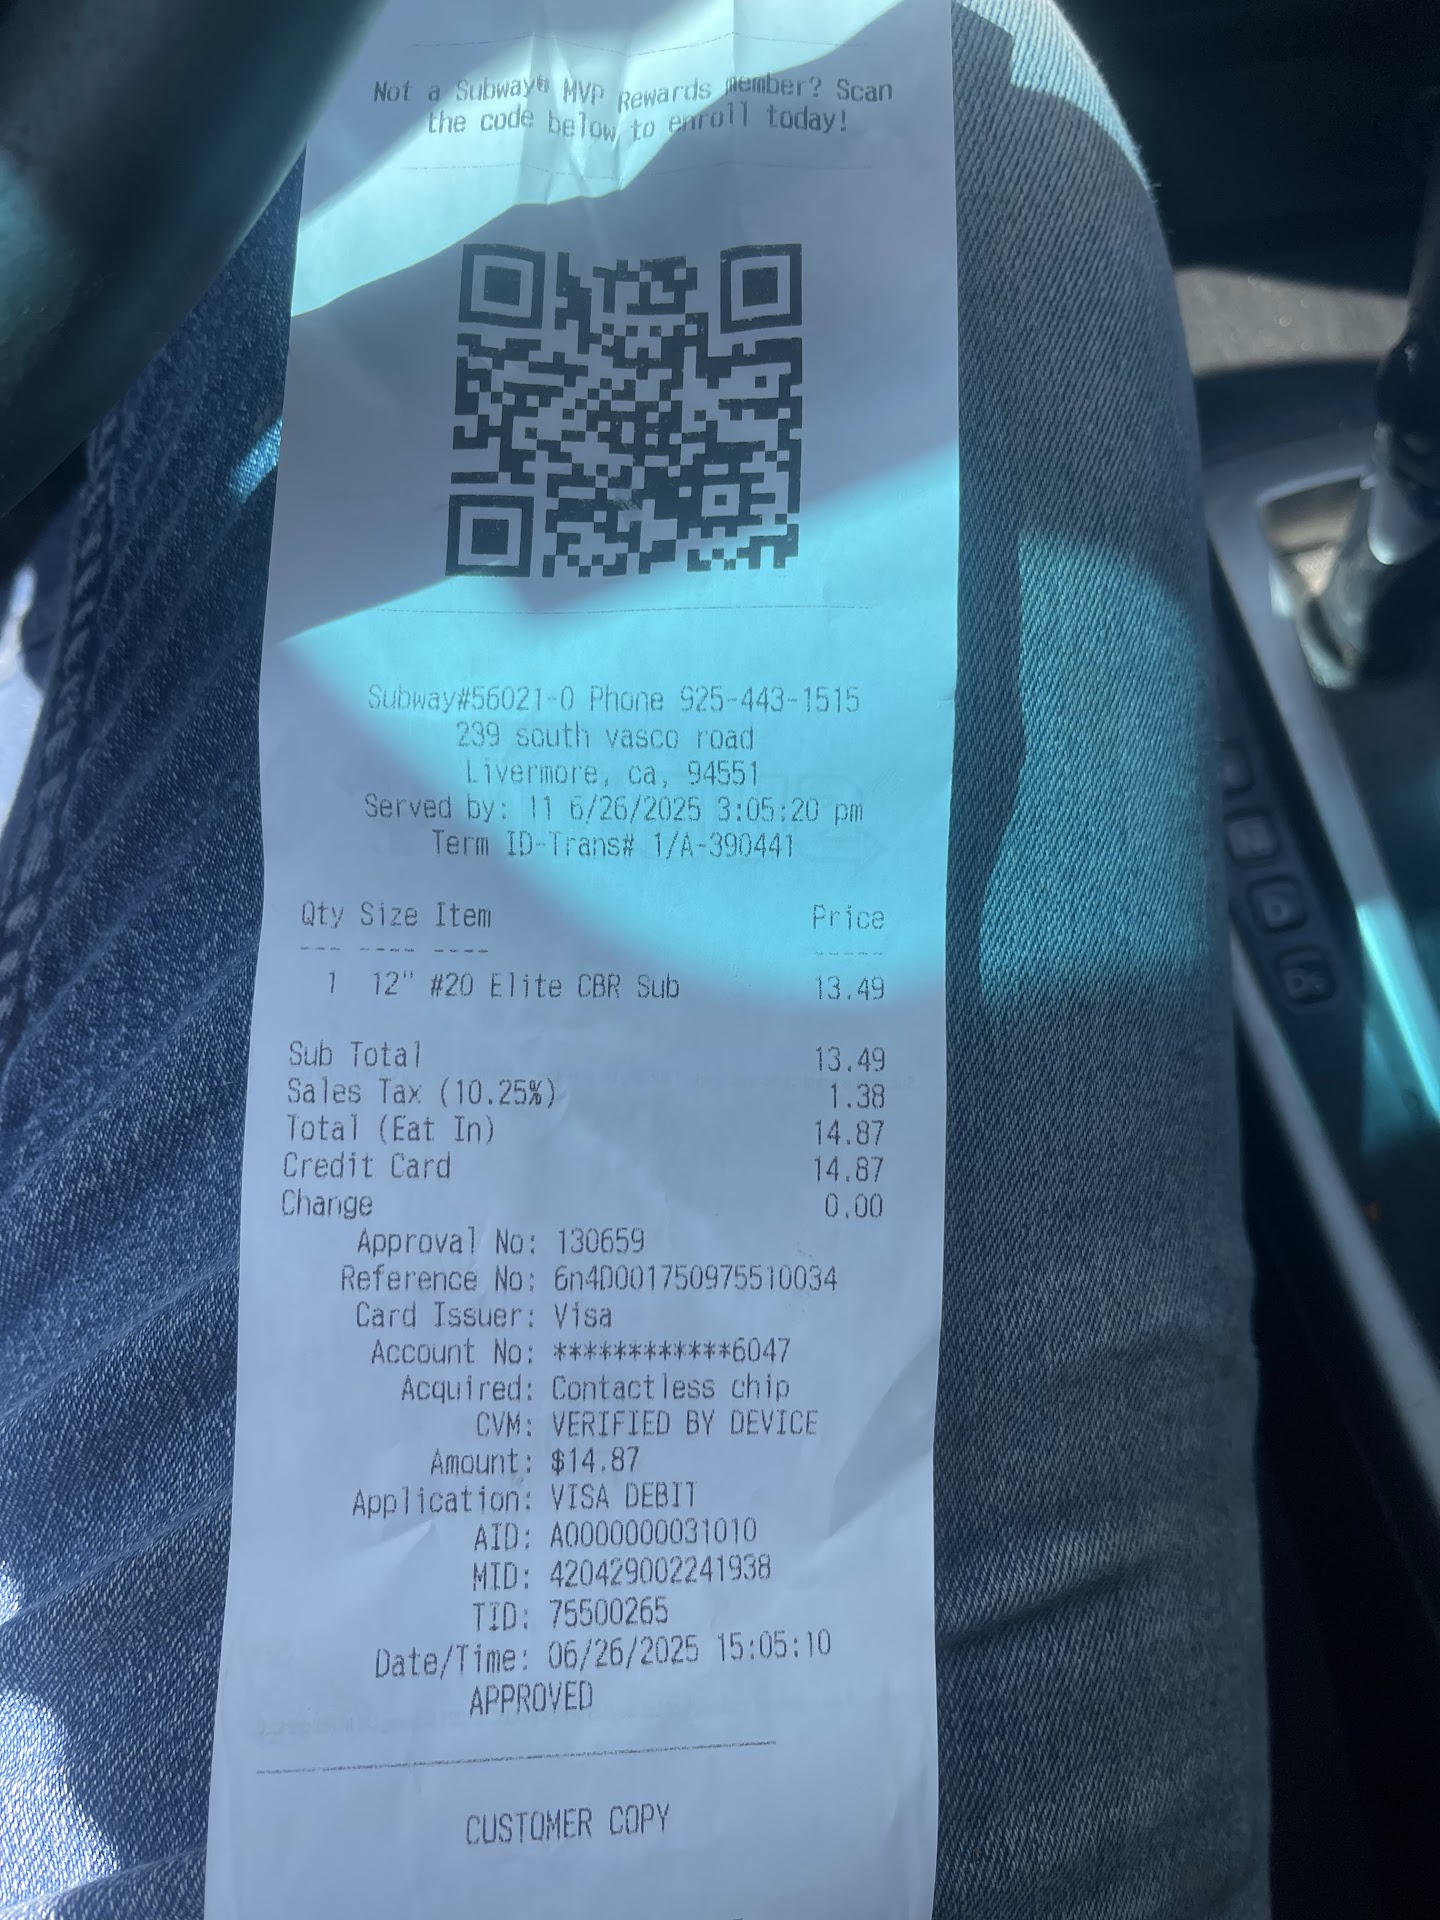 Not a Subway® MVP Rewards member? Scan
the code below to enroll today!
Subway#56021-0 Phone 925-443-1515
239 south vasco road
Livermore, ca, 94551
Served by: 11 6/26/2025 3:05:20 pm
Term ID-Trans# 1/A-390441
Qty Size Item Price
--- ---- ---- -----
1 12" #20 Elite CBR Sub 13.49
Sub Total 13.49
Sales Tax (10.25%) 1.38
Total (Eat In) 14.87
Credit Card 14.87
Change 0.00
Approval No: 130659
Reference No: 6n4D001750975510034
Card Issuer: Visa
Account No: ************6047
Acquired: Contactless chip
CVM: VERIFIED BY DEVICE
Amount: $14.87
Application: VISA DEBIT
AID: A0000000031010
MID: 420429002241938
TID: 75500265
Date/Time: 06/26/2025 15:05:10
APPROVED
CUSTOMER COPY